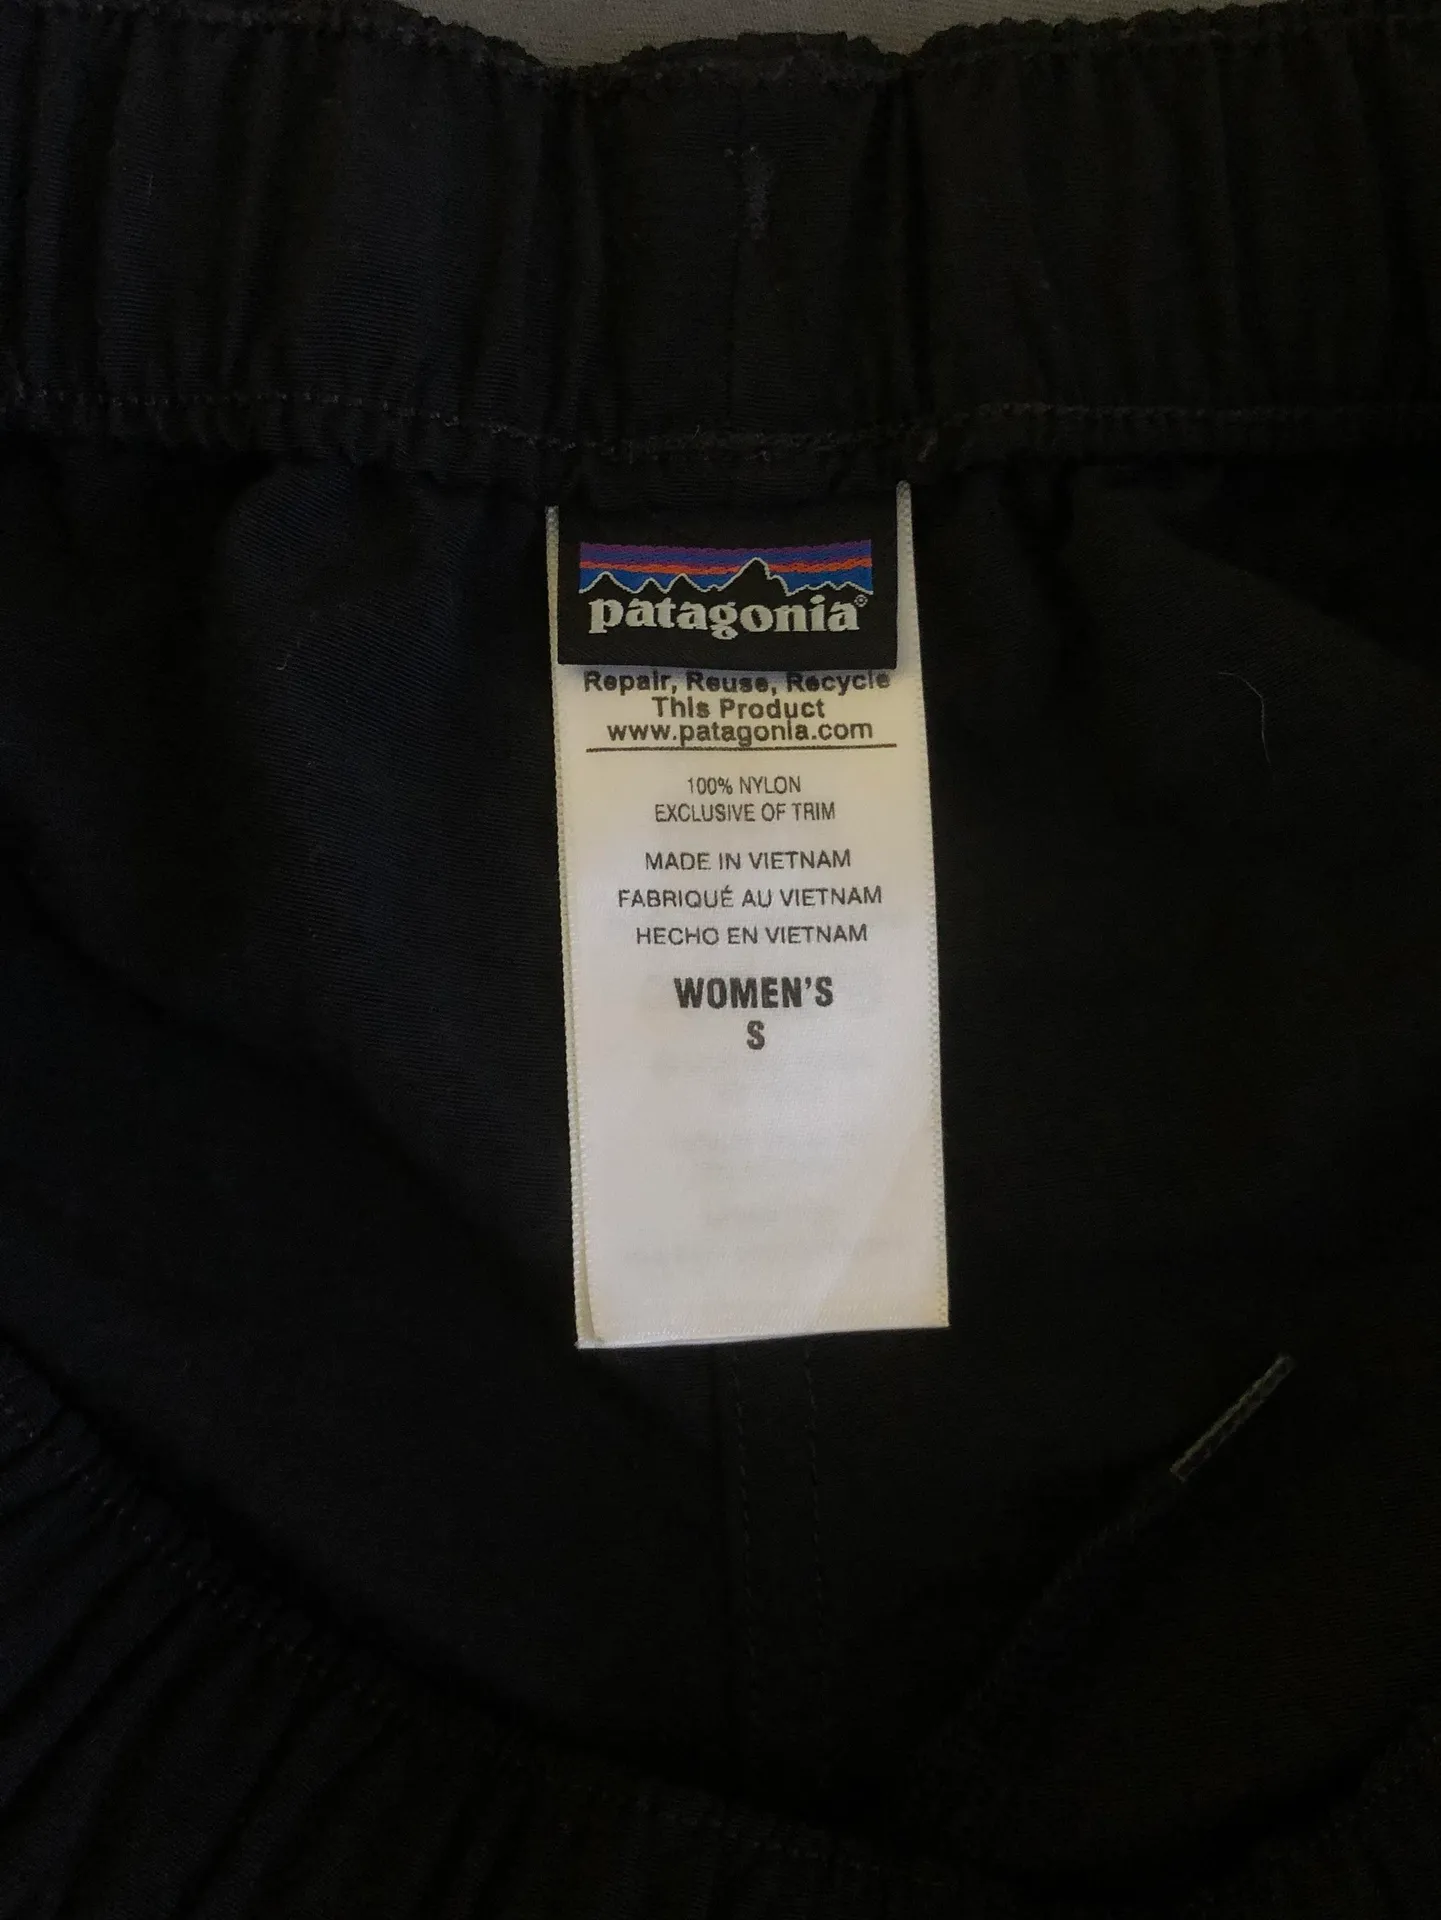 patagonia®
Repair, Reuse, Recycle
This Product
www.patagonia.com
100% NYLON
EXCLUSIVE OF TRIM
MADE IN VIETNAM
FABRIQUÉ AU VIETNAM
HECHO EN VIETNAM
WOMEN'S
S